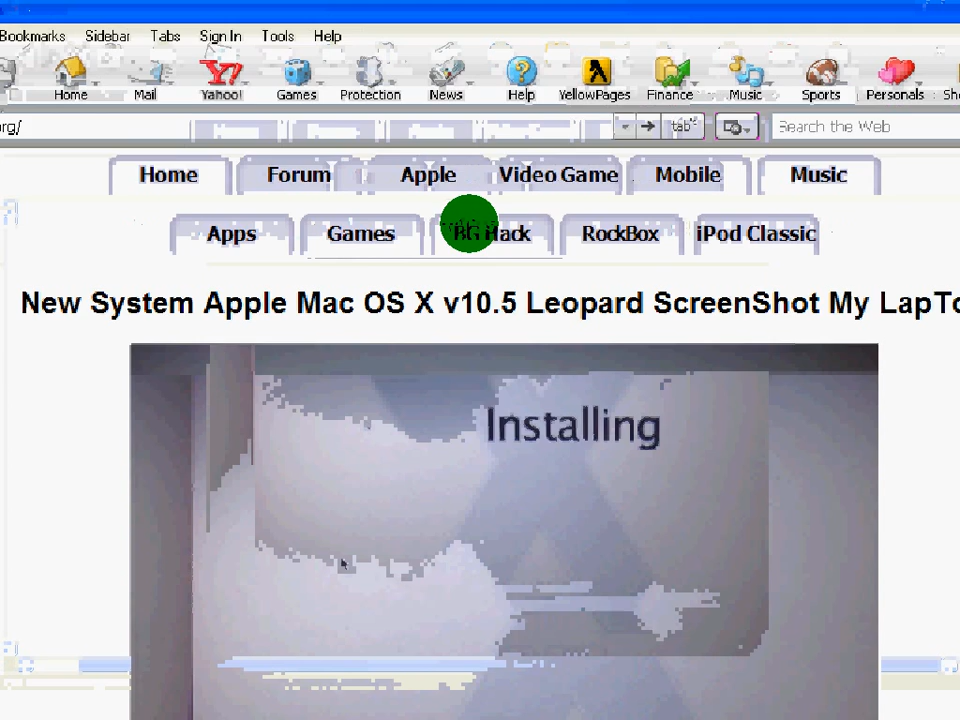 Bookmarks Sidebar Tabs Sign In Tools Help
Home Mail Yahoo! Games Protection News Help YellowPages Finance Music Sports Personals
org/ tab Search the Web
Home Forum Apple Video Game Mobile Music
Apps Games BG Hack RockBox iPod Classic
New System Apple Mac OS X v10.5 Leopard ScreenShot My LapTo
Installing